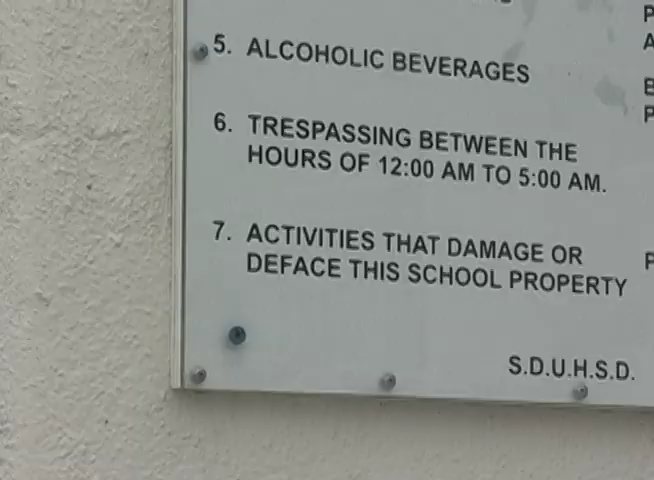 5. ALCOHOLIC BEVERAGES
6. TRESPASSING BETWEEN THE
HOURS OF 12:00 AM TO 5:00 AM.
7. ACTIVITIES THAT DAMAGE OR
DEFACE THIS SCHOOL PROPERTY
S.D.U.H.S.D.